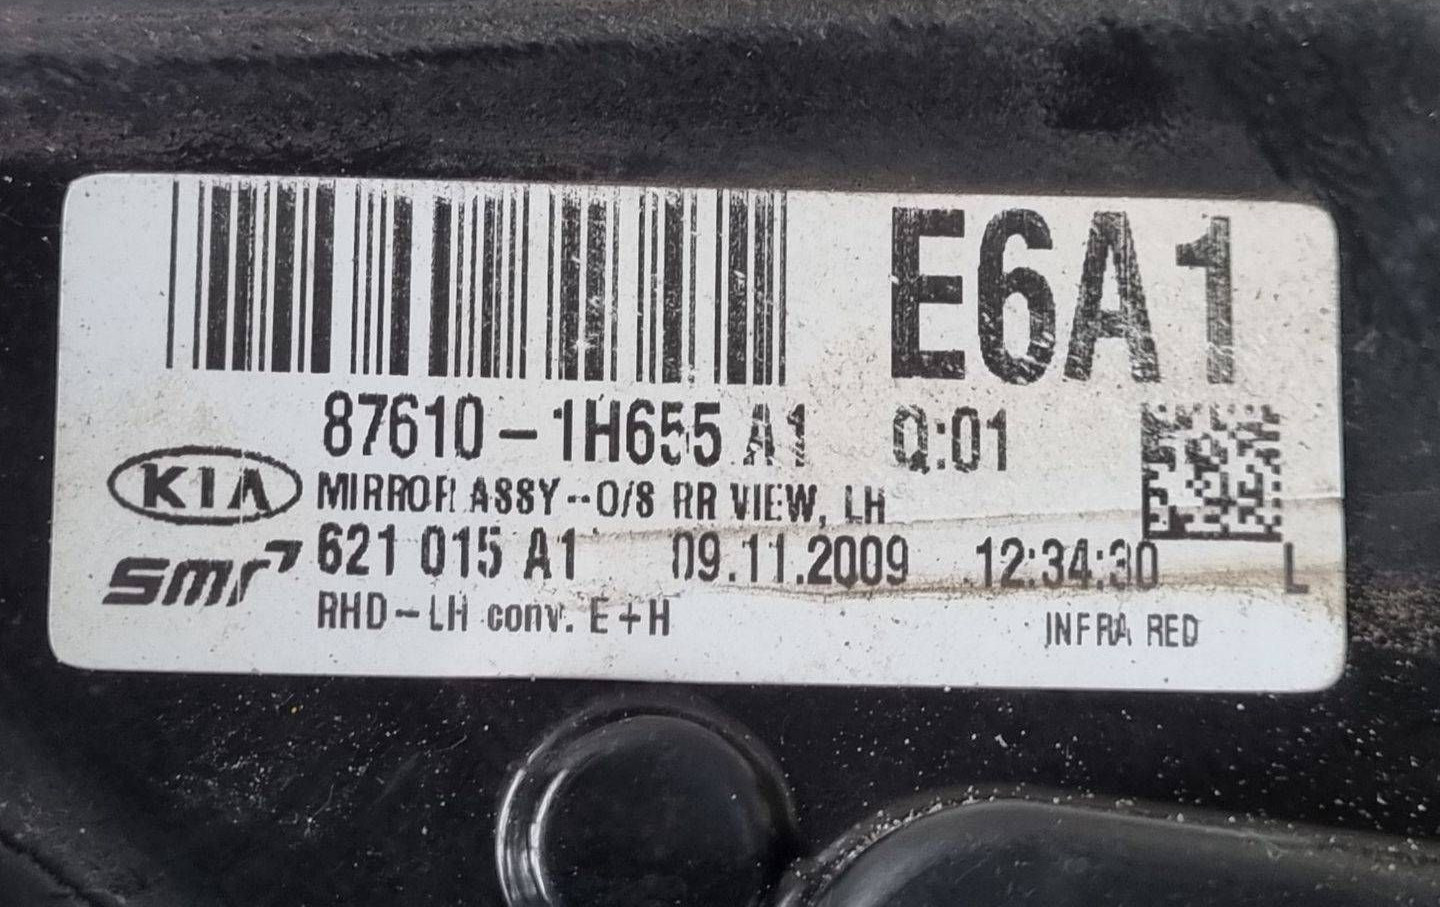 E6A1
87610-1H655 A1 Q:01
KIA MIRROR ASSY--O/S RR VIEW, LH
smr 621 015 A1 09.11.2009 12:34:30 L
RHD-LH conv. E+H INFRA RED